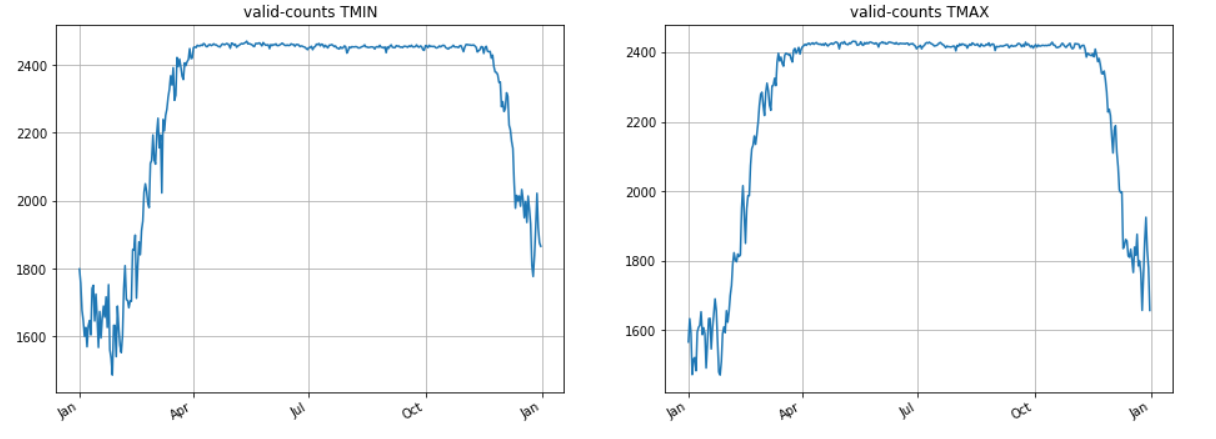 valid-counts TMIN
2400
2200
2000
1800
1600
Jan
Apr
Jul
Oct
Jan
valid-counts TMAX
2400
2200
2000
1800
1600
Jan
Apr
Jul
Oct
Jan